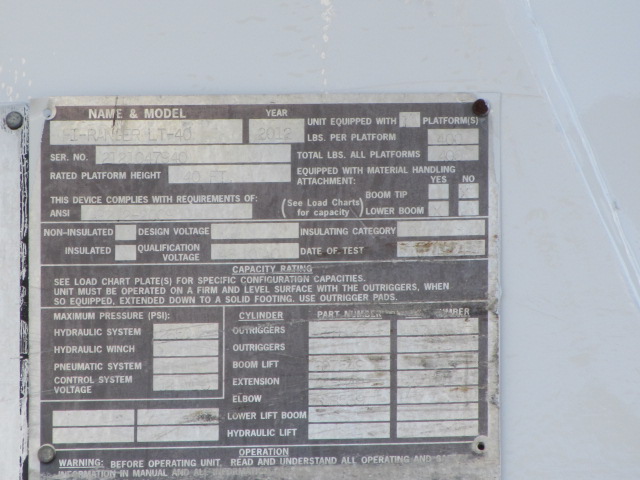 NAME & MODEL YEAR
HI-RANGER LT-40 2012 UNIT EQUIPPED WITH PLATFORM(S)
LBS. PER PLATFORM
SER. NO. TOTAL LBS. ALL PLATFORMS
RATED PLATFORM HEIGHT 40 FT EQUIPPED WITH MATERIAL HANDLING
ATTACHMENT: YES NO
THIS DEVICE COMPLIES WITH REQUIREMENTS OF: BOOM TIP X
ANSI (See Load Charts for capacity) LOWER BOOM X
NON-INSULATED DESIGN VOLTAGE INSULATING CATEGORY
INSULATED QUALIFICATION VOLTAGE DATE OF TEST
CAPACITY RATING
SEE LOAD CHART PLATE(S) FOR SPECIFIC CONFIGURATION CAPACITIES.
UNIT MUST BE OPERATED ON A FIRM AND LEVEL SURFACE WITH THE OUTRIGGERS, WHEN
SO EQUIPPED, EXTENDED DOWN TO A SOLID FOOTING. USE OUTRIGGER PADS.
MAXIMUM PRESSURE (PSI): CYLINDER PART NUMBER
HYDRAULIC SYSTEM OUTRIGGERS
HYDRAULIC WINCH OUTRIGGERS
PNEUMATIC SYSTEM BOOM LIFT
CONTROL SYSTEM VOLTAGE EXTENSION
ELBOW
LOWER LIFT BOOM
HYDRAULIC LIFT
OPERATION
WARNING: BEFORE OPERATING UNIT, READ AND UNDERSTAND ALL OPERATING AND
INFORMATION IN MANUAL AND ALL